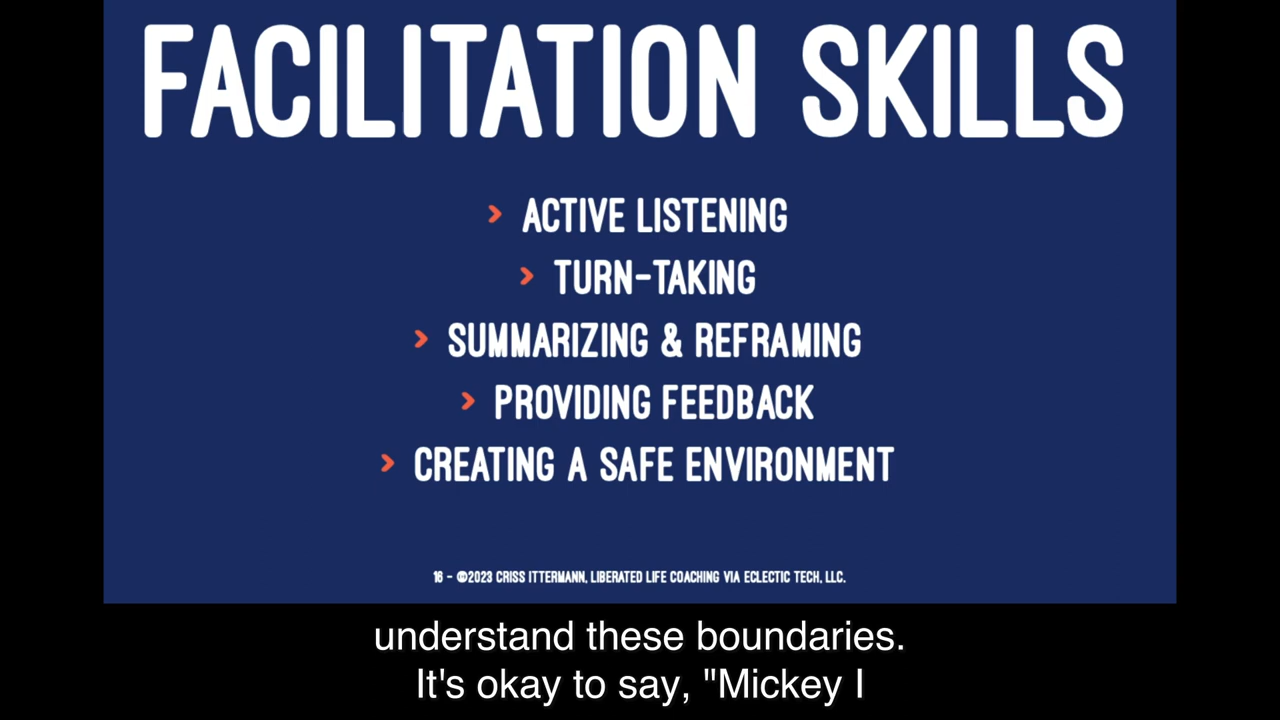 FACILITATION SKILLS
› ACTIVE LISTENING
› TURN-TAKING
› SUMMARIZING & REFRAMING
› PROVIDING FEEDBACK
› CREATING A SAFE ENVIRONMENT
16 - ©2023 CRISS ITTERMANN, LIBERATED LIFE COACHING VIA ECLECTIC TECH, LLC.
understand these boundaries.
It's okay to say, "Mickey I